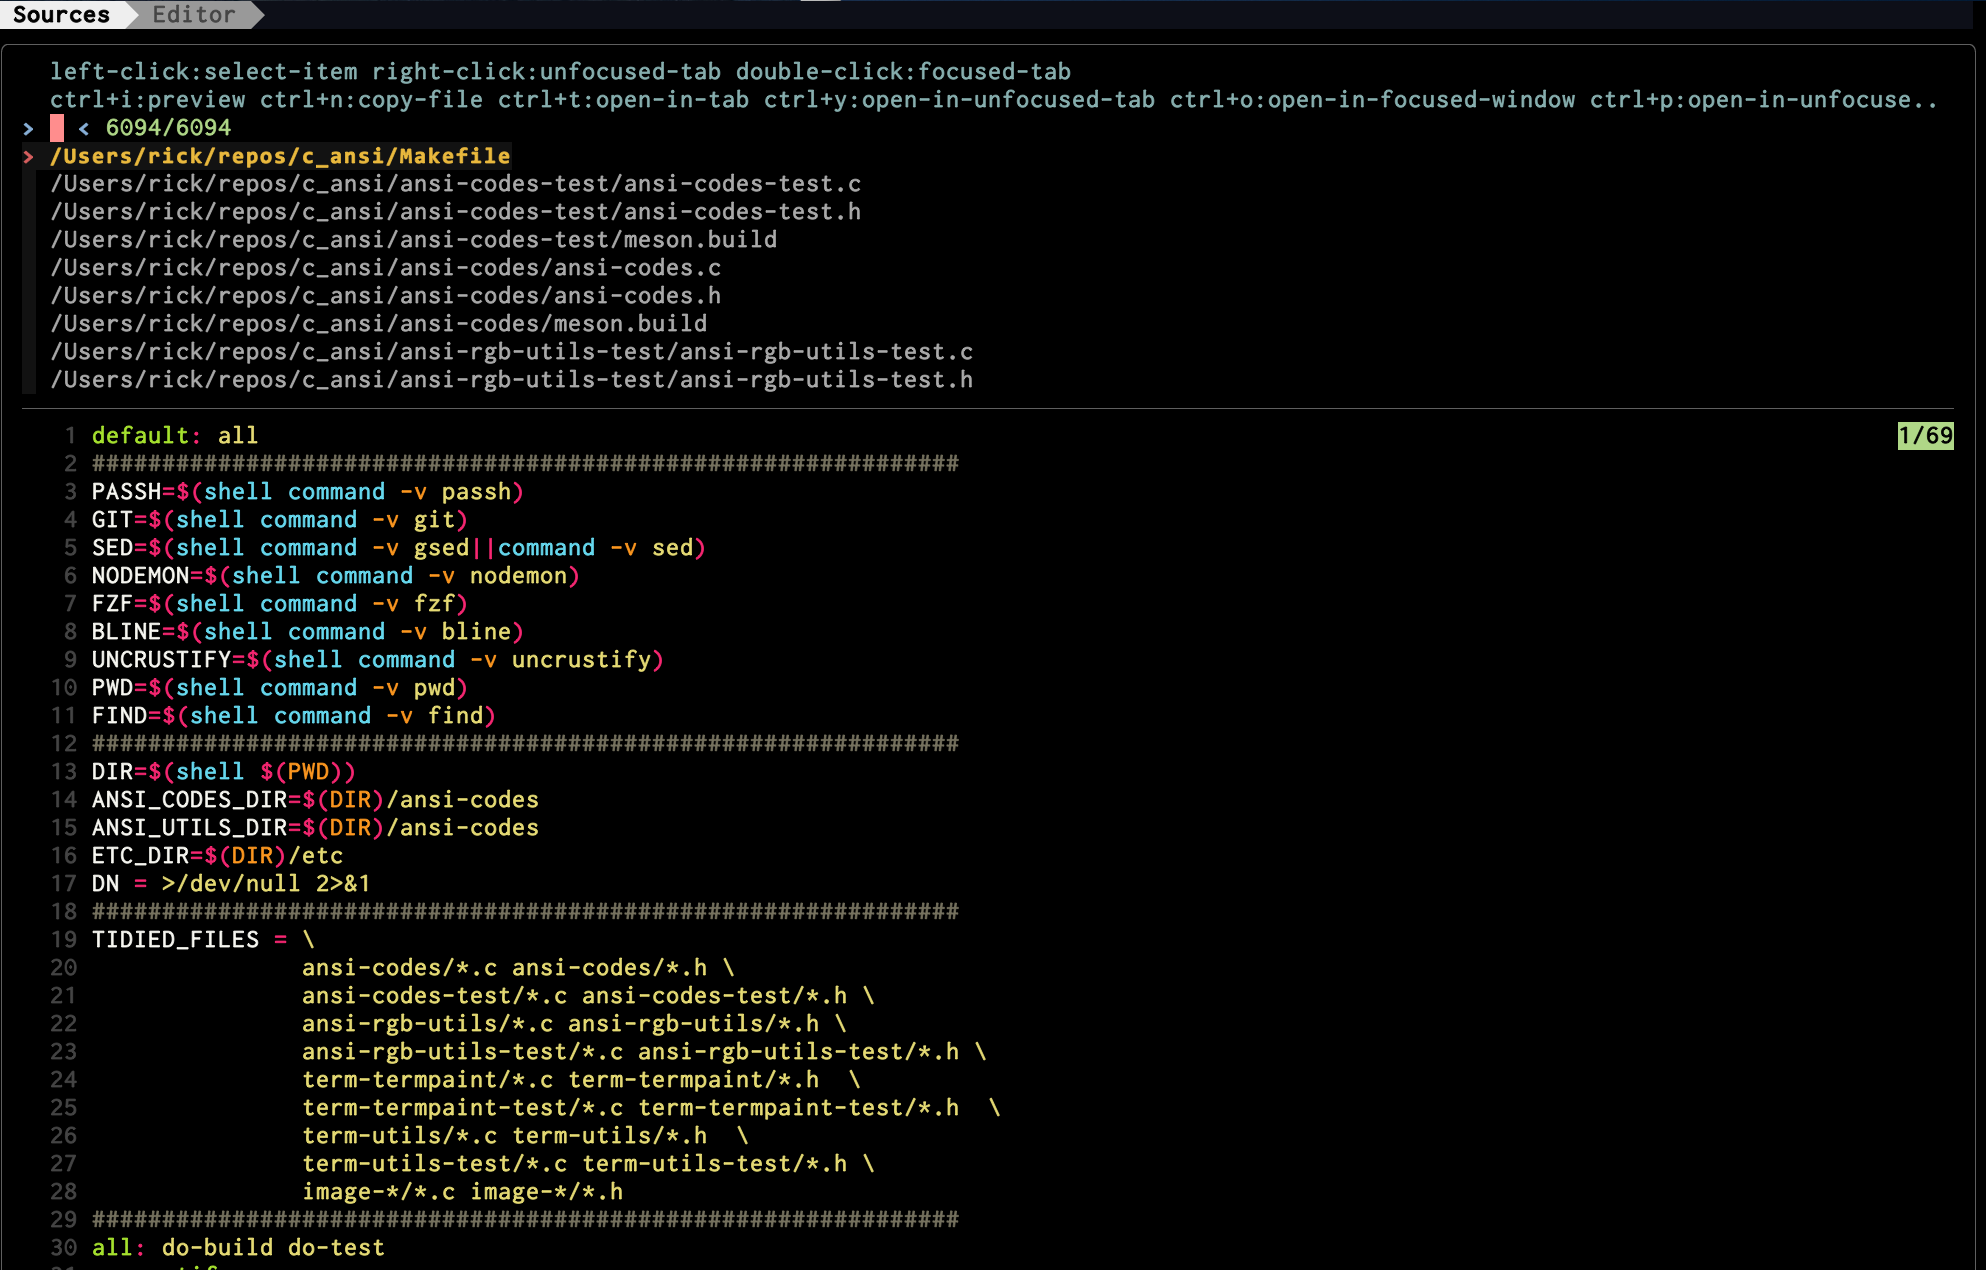 Sources Editor
left-click:select-item right-click:unfocused-tab double-click:focused-tab
ctrl+i:preview ctrl+n:copy-file ctrl+t:open-in-tab ctrl+y:open-in-unfocused-tab ctrl+o:open-in-focused-window ctrl+p:open-in-unfocuse..
> < 6094/6094
> /Users/rick/repos/c_ansi/Makefile
/Users/rick/repos/c_ansi/ansi-codes-test/ansi-codes-test.c
/Users/rick/repos/c_ansi/ansi-codes-test/ansi-codes-test.h
/Users/rick/repos/c_ansi/ansi-codes-test/meson.build
/Users/rick/repos/c_ansi/ansi-codes/ansi-codes.c
/Users/rick/repos/c_ansi/ansi-codes/ansi-codes.h
/Users/rick/repos/c_ansi/ansi-codes/meson.build
/Users/rick/repos/c_ansi/ansi-rgb-utils-test/ansi-rgb-utils-test.c
/Users/rick/repos/c_ansi/ansi-rgb-utils-test/ansi-rgb-utils-test.h
1 default: all 1/69
2 ##############################################################
3 PASSH=$(shell command -v passh)
4 GIT=$(shell command -v git)
5 SED=$(shell command -v gsed||command -v sed)
6 NODEMON=$(shell command -v nodemon)
7 FZF=$(shell command -v fzf)
8 BLINE=$(shell command -v bline)
9 UNCRUSTIFY=$(shell command -v uncrustify)
10 PWD=$(shell command -v pwd)
11 FIND=$(shell command -v find)
12 ##############################################################
13 DIR=$(shell $(PWD))
14 ANSI_CODES_DIR=$(DIR)/ansi-codes
15 ANSI_UTILS_DIR=$(DIR)/ansi-codes
16 ETC_DIR=$(DIR)/etc
17 DN = >/dev/null 2>&1
18 ##############################################################
19 TIDIED_FILES = \
20 ansi-codes/*.c ansi-codes/*.h \
21 ansi-codes-test/*.c ansi-codes-test/*.h \
22 ansi-rgb-utils/*.c ansi-rgb-utils/*.h \
23 ansi-rgb-utils-test/*.c ansi-rgb-utils-test/*.h \
24 term-termpaint/*.c term-termpaint/*.h \
25 term-termpaint-test/*.c term-termpaint-test/*.h \
26 term-utils/*.c term-utils/*.h \
27 term-utils-test/*.c term-utils-test/*.h \
28 image-*/*.c image-*/*.h
29 ##############################################################
30 all: do-build do-test